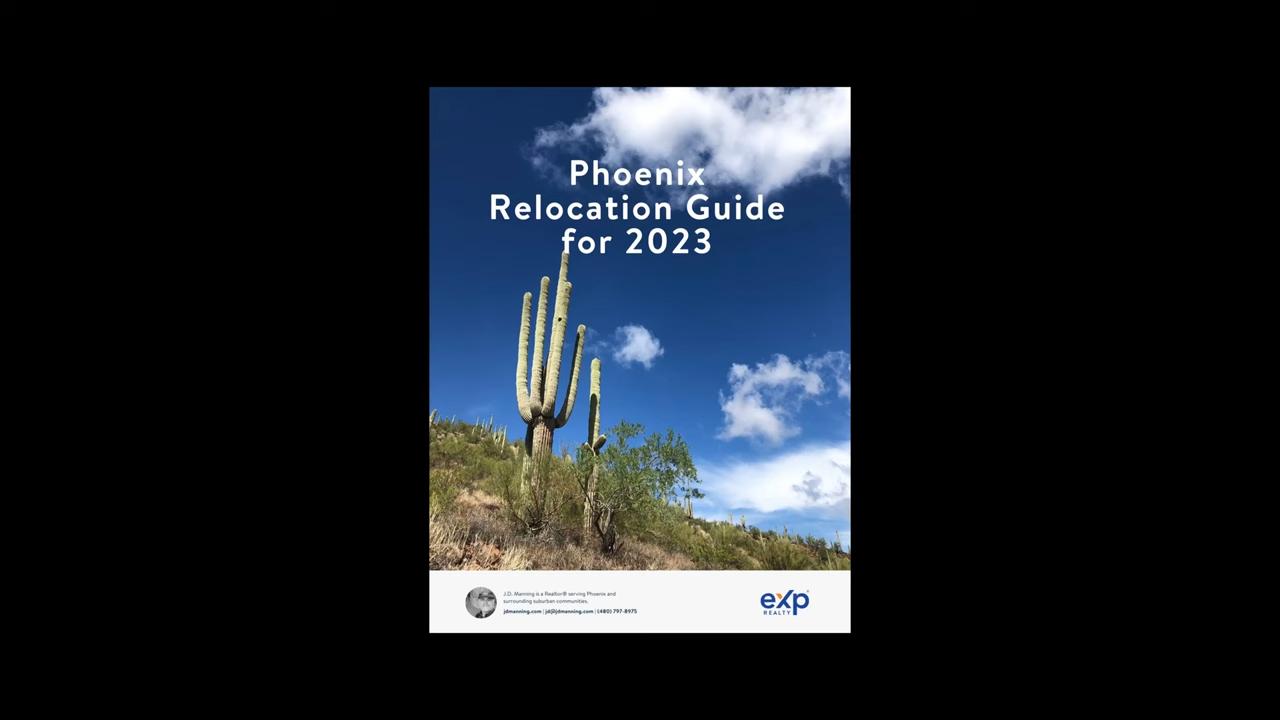 Phoenix
Relocation Guide
for 2023
J.D. Manning is a Realtor® serving Phoenix and
surrounding suburban communities.
jdmanning.com | jd@jdmanning.com | (480) 797-8975
eXp
REALTY